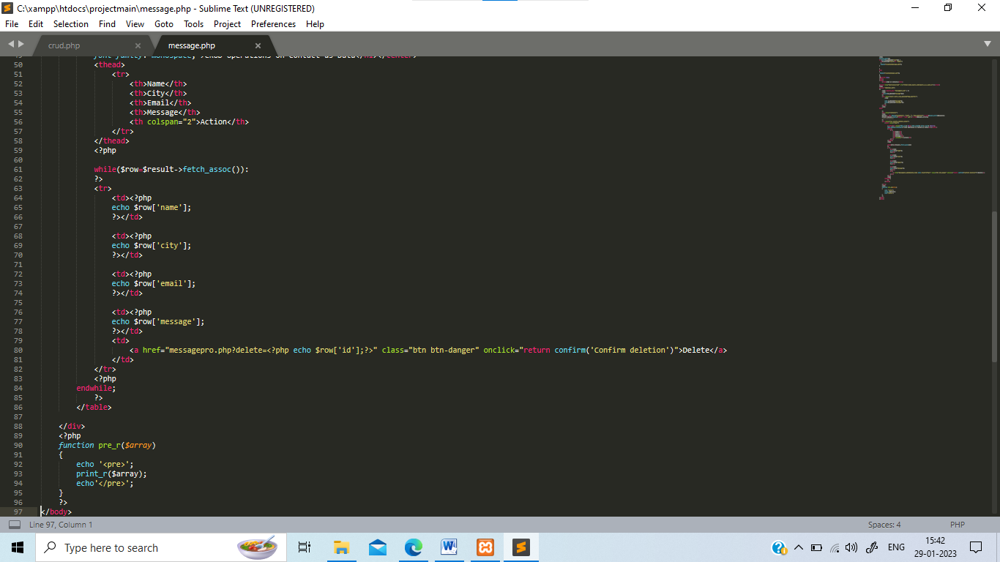 C:\xampp\htdocs\projectmain\message.php - Sublime Text (UNREGISTERED)
File Edit Selection Find View Goto Tools Project Preferences Help
crud.php × message.php ×
50 <thead>
51 <tr>
52 <th>Name</th>
53 <th>City</th>
54 <th>Email</th>
55 <th>Message</th>
56 <th colspan="2">Action</th>
57 </tr>
58 </thead>
59 <?php
60
61 while($row=$result->fetch_assoc()):
62 ?>
63 <tr>
64 <td><?php
65 echo $row['name'];
66 ?></td>
67
68 <td><?php
69 echo $row['city'];
70 ?></td>
71
72 <td><?php
73 echo $row['email'];
74 ?></td>
75
76 <td><?php
77 echo $row['message'];
78 ?></td>
79 <td>
80 <a href="messagepro.php?delete=<?php echo $row['id'];?>" class="btn btn-danger" onclick="return confirm('Confirm deletion')">Delete</a>
81 </td>
82 </tr>
83 <?php
84 endwhile;
85 ?>
86 </table>
87
88 </div>
89 <?php
90 function pre_r($array)
91 {
92 echo '<pre>';
93 print_r($array);
94 echo'</pre>';
95 }
96 ?>
97 </body>
Line 97, Column 1 Spaces: 4 PHP
Type here to search ENG 15:42
29-01-2023